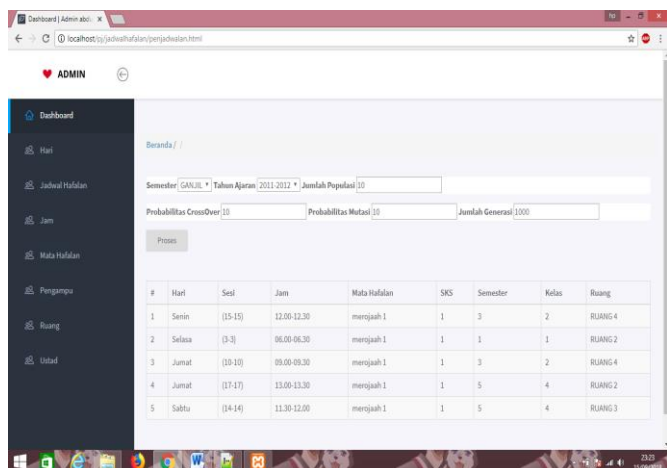 Dashboard | Admin abdu
localhost/pj/jadwalhafalan/penjadwalan.html
ADMIN
Dashboard
Hari
Jadwal Hafalan
Jam
Mata Hafalan
Pengampu
Ruang
Ustad
Beranda / /
Semester GANJIL Tahun Ajaran 2011-2012 Jumlah Populasi 10
Probabilitas CrossOver 10 Probabilitas Mutasi 10 Jumlah Generasi 1000
Proses
# Hari Sesi Jam Mata Hafalan SKS Semester Kelas Ruang
1 Senin (15-15) 12.00-12.30 merojaah 1 1 3 2 RUANG 4
2 Selasa (3-3) 06.00-06.30 merojaah 1 1 1 1 RUANG 2
3 Jumat (10-10) 09.00-09.30 merojaah 1 1 3 2 RUANG 4
4 Jumat (17-17) 13.00-13.30 merojaah 1 1 5 4 RUANG 2
5 Sabtu (14-14) 11.30-12.00 merojaah 1 1 5 4 RUANG 3
23:23